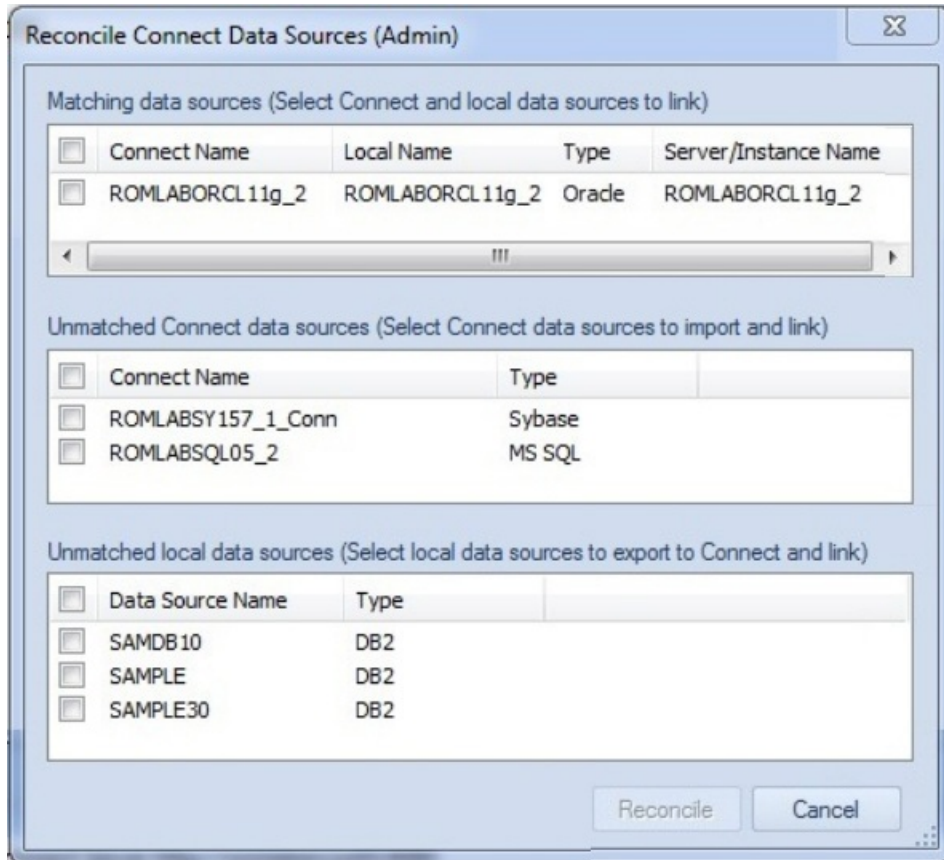 Reconcile Connect Data Sources (Admin)
Matching data sources (Select Connect and local data sources to link)
Connect Name Local Name Type Server/Instance Name
ROMLABORCL11g_2 ROMLABORCL11g_2 Oracle ROMLABORCL11g_2
Unmatched Connect data sources (Select Connect data sources to import and link)
Connect Name Type
ROMLABSY157_1_Conn Sybase
ROMLABSQL05_2 MS SQL
Unmatched local data sources (Select local data sources to export to Connect and link)
Data Source Name Type
SAMDB10 DB2
SAMPLE DB2
SAMPLE30 DB2
Reconcile Cancel